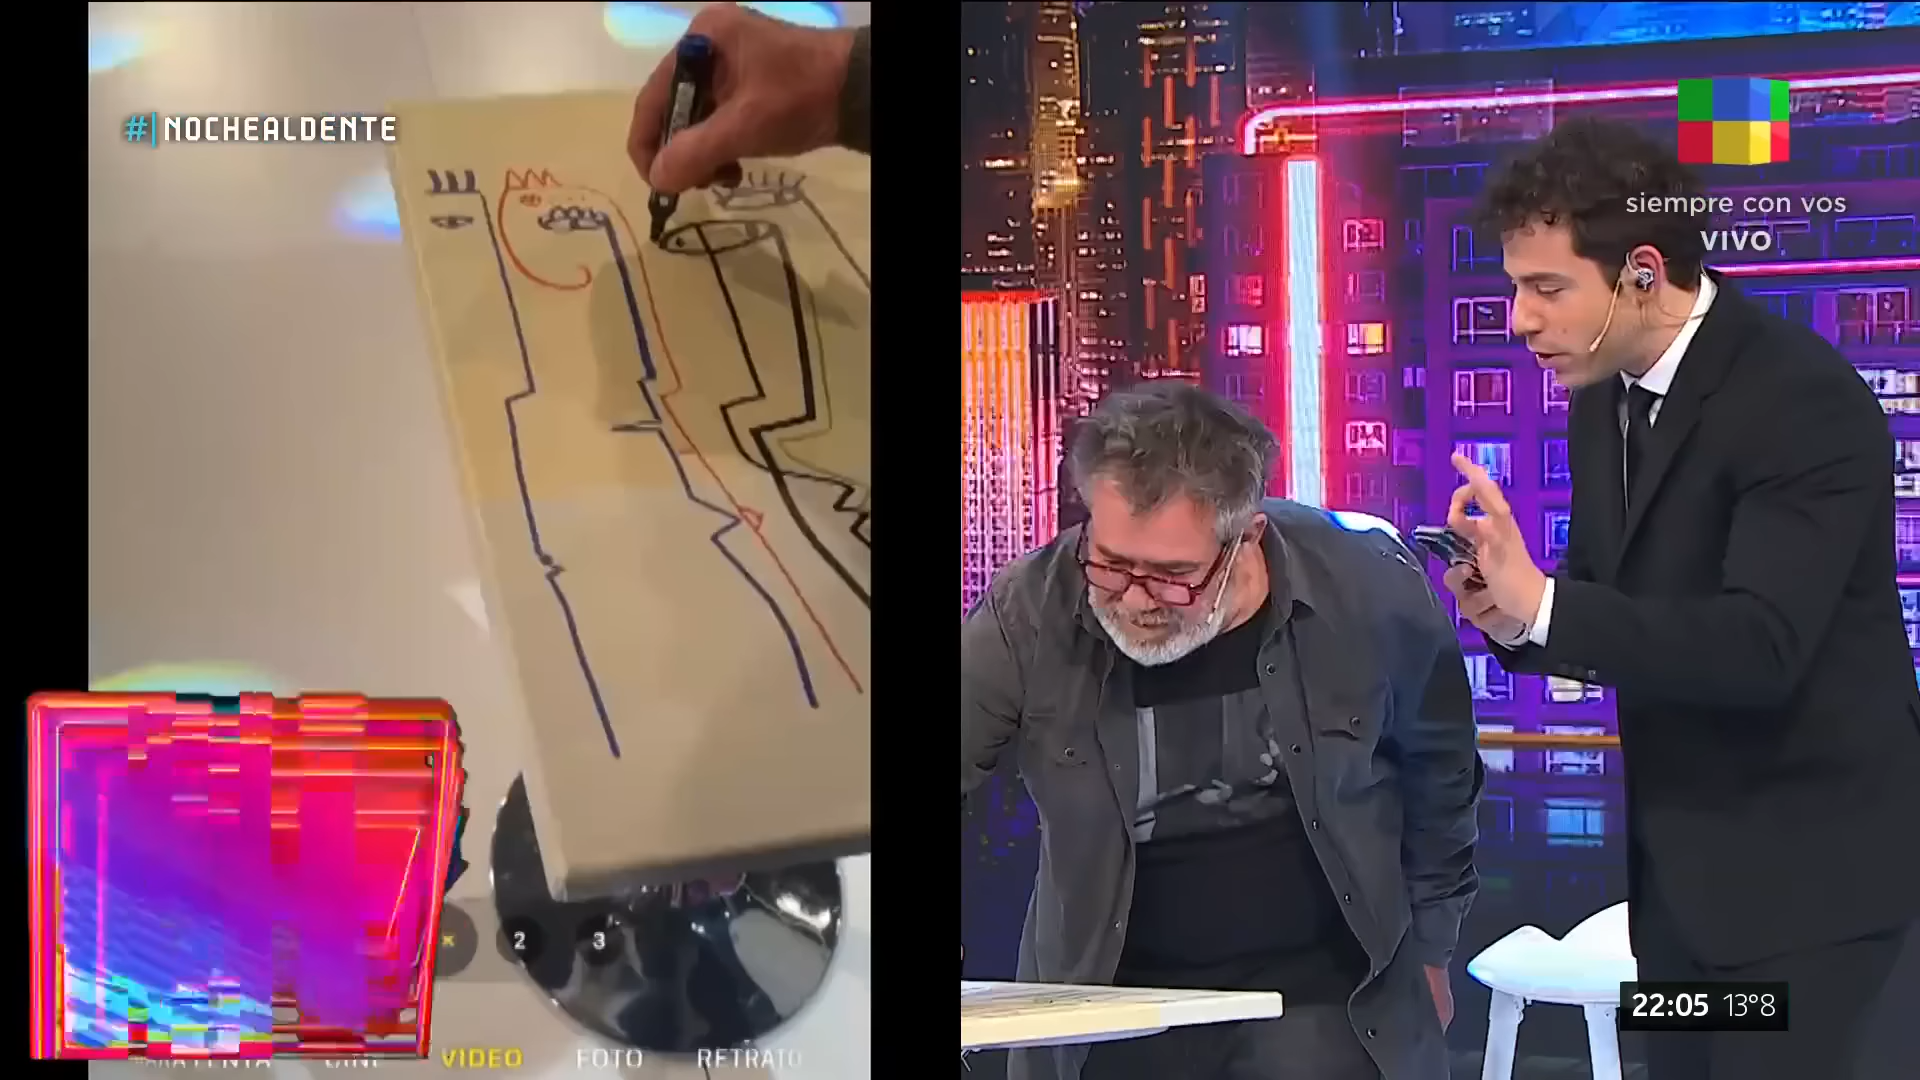 #|NOCHEALDENTE
siempre con vos
VIVO
2
3
VIDEO
FOTO
RETRATO
22:05 13°8